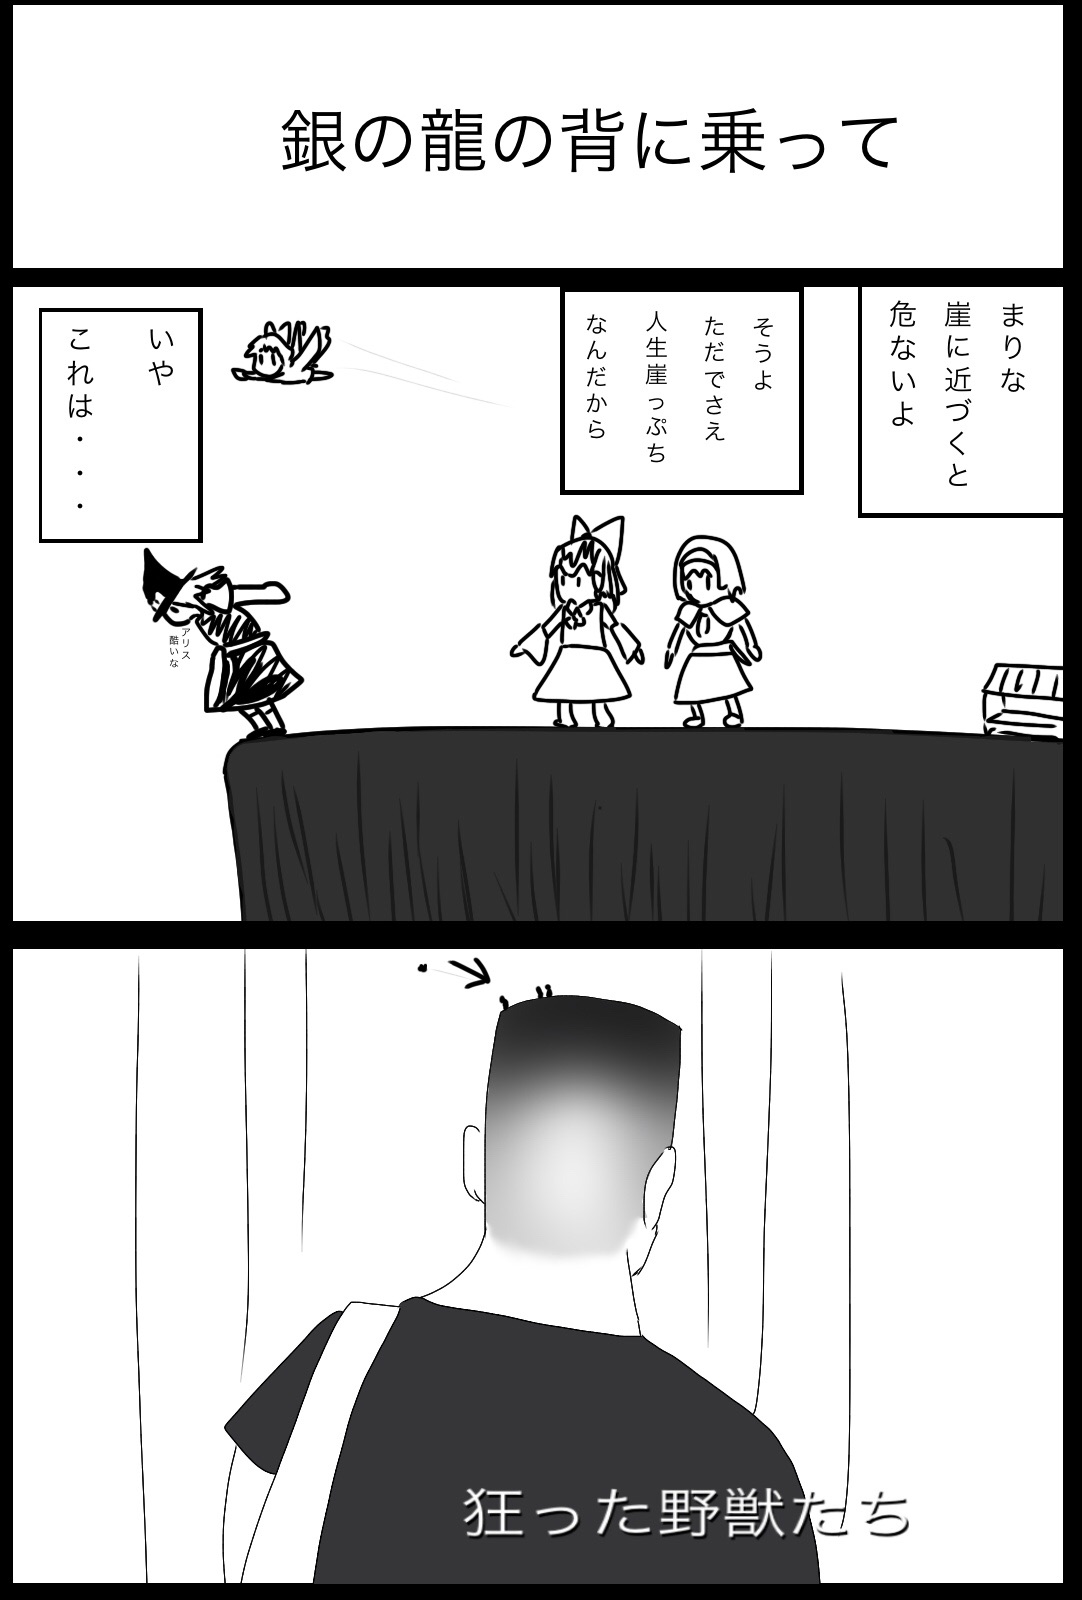 銀の龍の背に乗って
まりな
崖に近づくと
危ないよ
そうよ
ただでさえ
人生崖っぷち
なんだから
いや
これは・・・
アリス
酷いな
狂った野獣たち